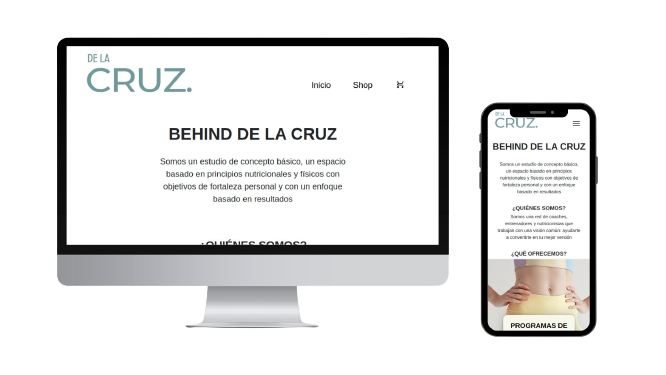 DE LA
CRUZ.
Inicio Shop
BEHIND DE LA CRUZ
Somos un estudio de concepto básico, un espacio
basado en principios nutricionales y físicos con
objetivos de fortaleza personal y con un enfoque
basado en resultados
¿QUIÉNES SOMOS?
DE LA
CRUZ.
BEHIND DE LA CRUZ
Somos un estudio de concepto básico,
un espacio basado en principios
nutricionales y físicos con objetivos de
fortaleza personal y con un enfoque
basado en resultados
¿QUIÉNES SOMOS?
Somos una red de coaches,
entrenadores y nutricionistas que
trabajan con una visión común: ayudarte
a convertirte en tu mejor versión
¿QUÉ OFRECEMOS?
PROGRAMAS DE